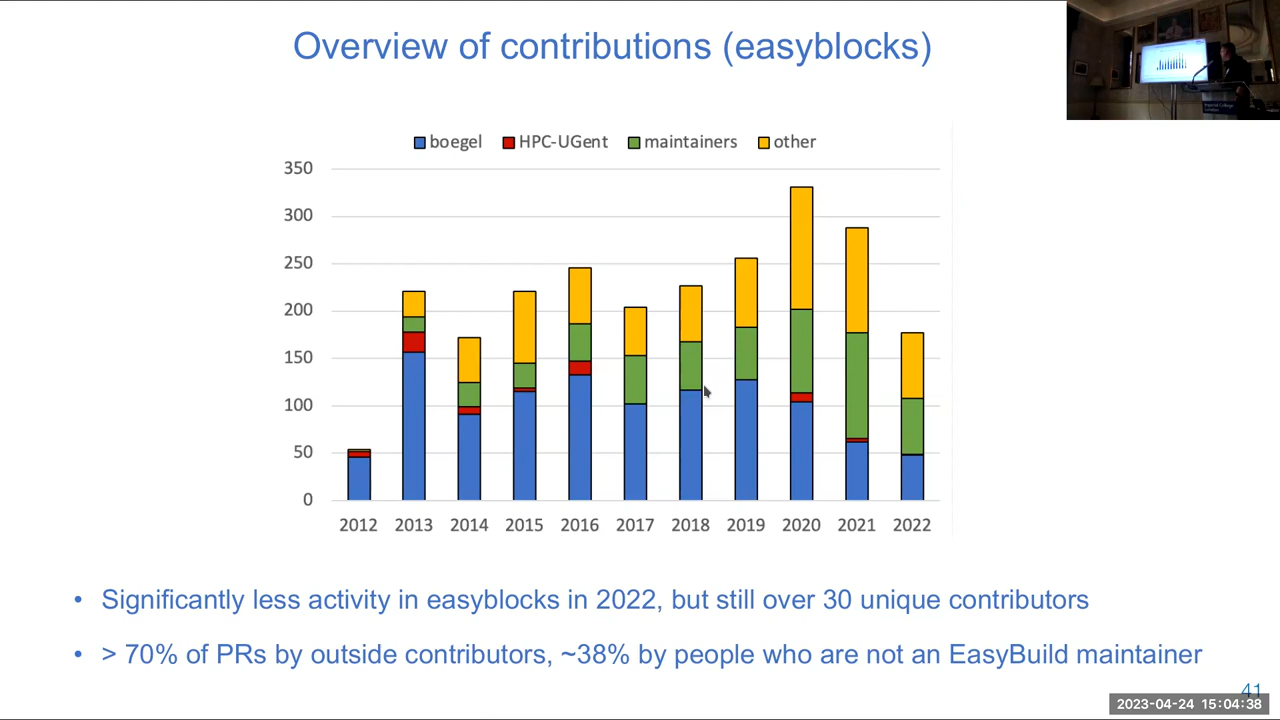 Overview of contributions (easyblocks)
boegel HPC-UGent maintainers other
350
300
250
200
150
100
50
0
2012 2013 2014 2015 2016 2017 2018 2019 2020 2021 2022
• Significantly less activity in easyblocks in 2022, but still over 30 unique contributors
• > 70% of PRs by outside contributors, ~38% by people who are not an EasyBuild maintainer
41
2023-04-24 15:04:38